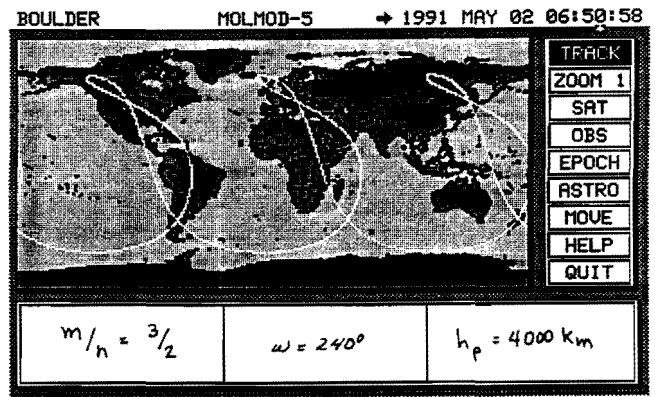 BOULDER MOLMOD-5 → 1991 MAY 02 06:50:58
TRACK
ZOOM 1
SAT
OBS
EPOCH
ASTRO
MOVE
HELP
QUIT
m/n = 3/2 ω = 240° hp = 4000 km